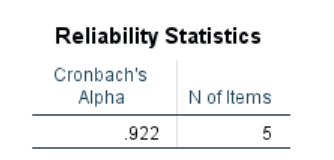 Reliability Statistics
Cronbach's
Alpha N of Items
.922 5